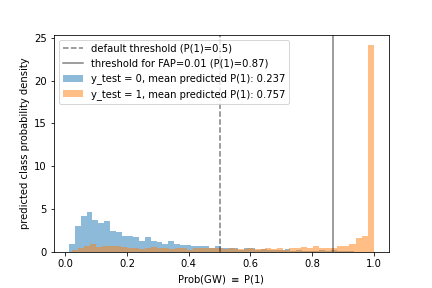 25
20
15
10
5
0
predicted class probability density
default threshold (P(1)=0.5)
threshold for FAP=0.01 (P(1)=0.87)
y_test = 0, mean predicted P(1): 0.237
y_test = 1, mean predicted P(1): 0.757
0.0 0.2 0.4 0.6 0.8 1.0
Prob(GW) ≡ P(1)